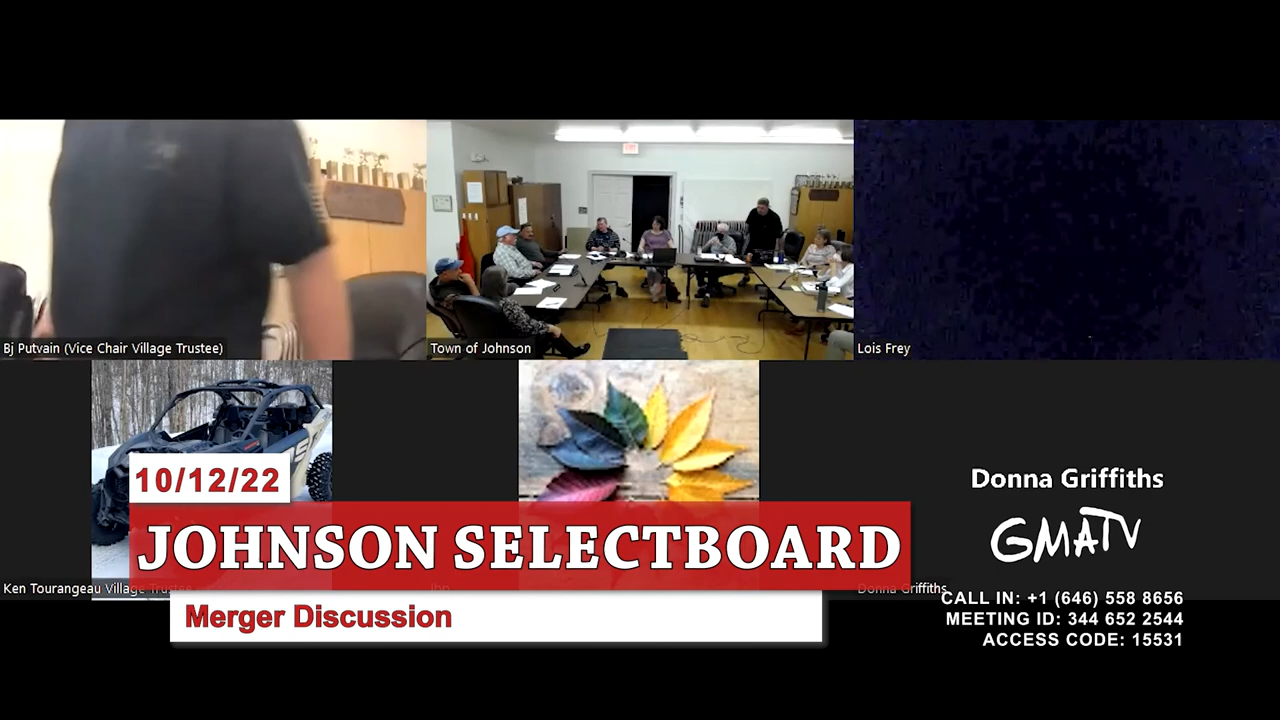 Bj Putvain (Vice Chair Village Trustee)
Town of Johnson
Lois Frey
Donna Griffiths
10/12/22
JOHNSON SELECTBOARD
Merger Discussion
GMATV
Ken Tourangeau Village Trustee
Donna Griffiths
CALL IN: +1 (646) 558 8656
MEETING ID: 344 652 2544
ACCESS CODE: 15531